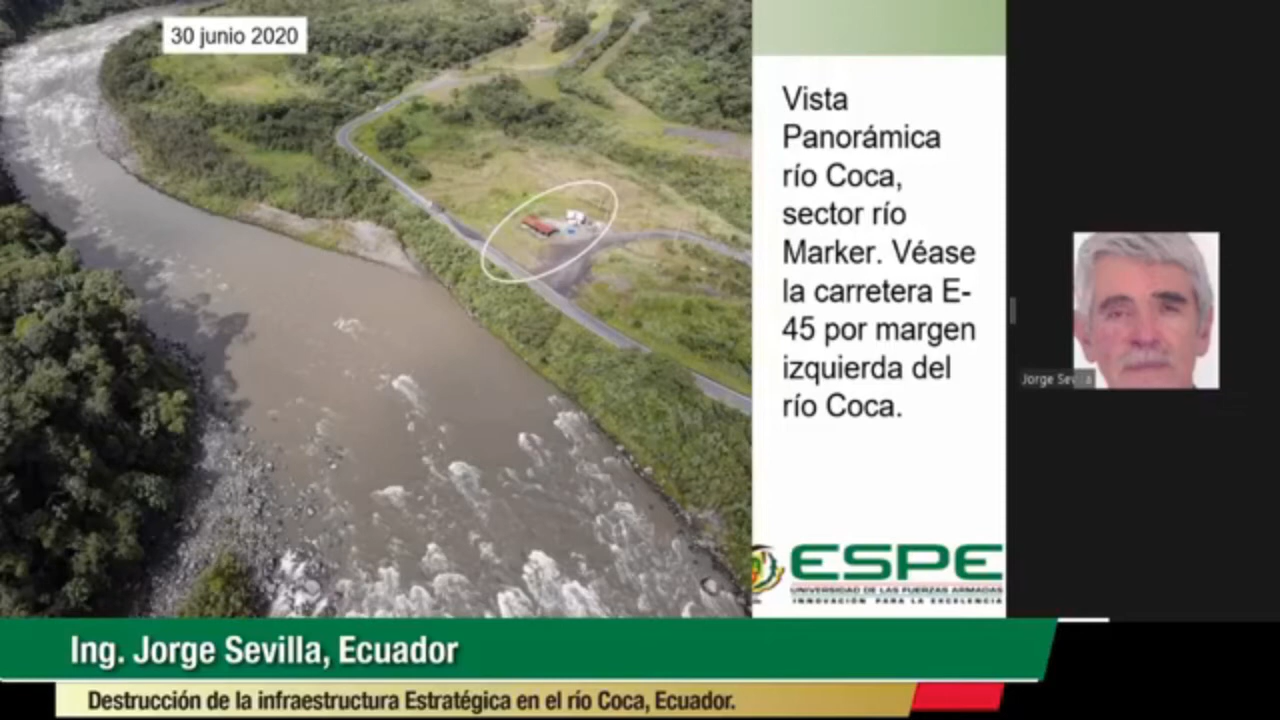 30 junio 2020
Vista
Panorámica
río Coca,
sector río
Marker. Véase
la carretera E-
45 por margen
izquierda del
río Coca.
ESPE
UNIVERSIDAD DE LAS FUERZAS ARMADAS
INNOVACIÓN PARA LA EXCELENCIA
Jorge Sevilla
Ing. Jorge Sevilla, Ecuador
Destrucción de la infraestructura Estratégica en el río Coca, Ecuador.